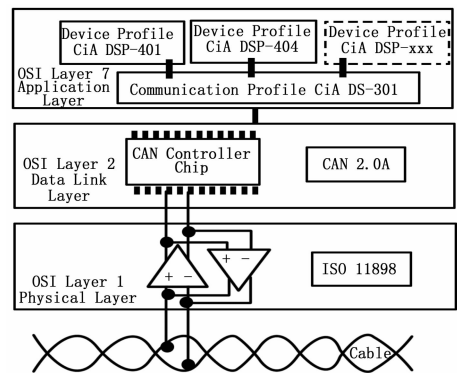 Device Profile
CiA DSP-401
Device Profile
CiA DSP-404
Device Profile
CiA DSP-xxx
OSI Layer 7
Application
Layer
Communication Profile CiA DS-301
OSI Layer 2
Data Link
Layer
CAN Controller
Chip
CAN 2.0A
OSI Layer 1
Physical Layer
+ -
+ -
ISO 11898
Cable